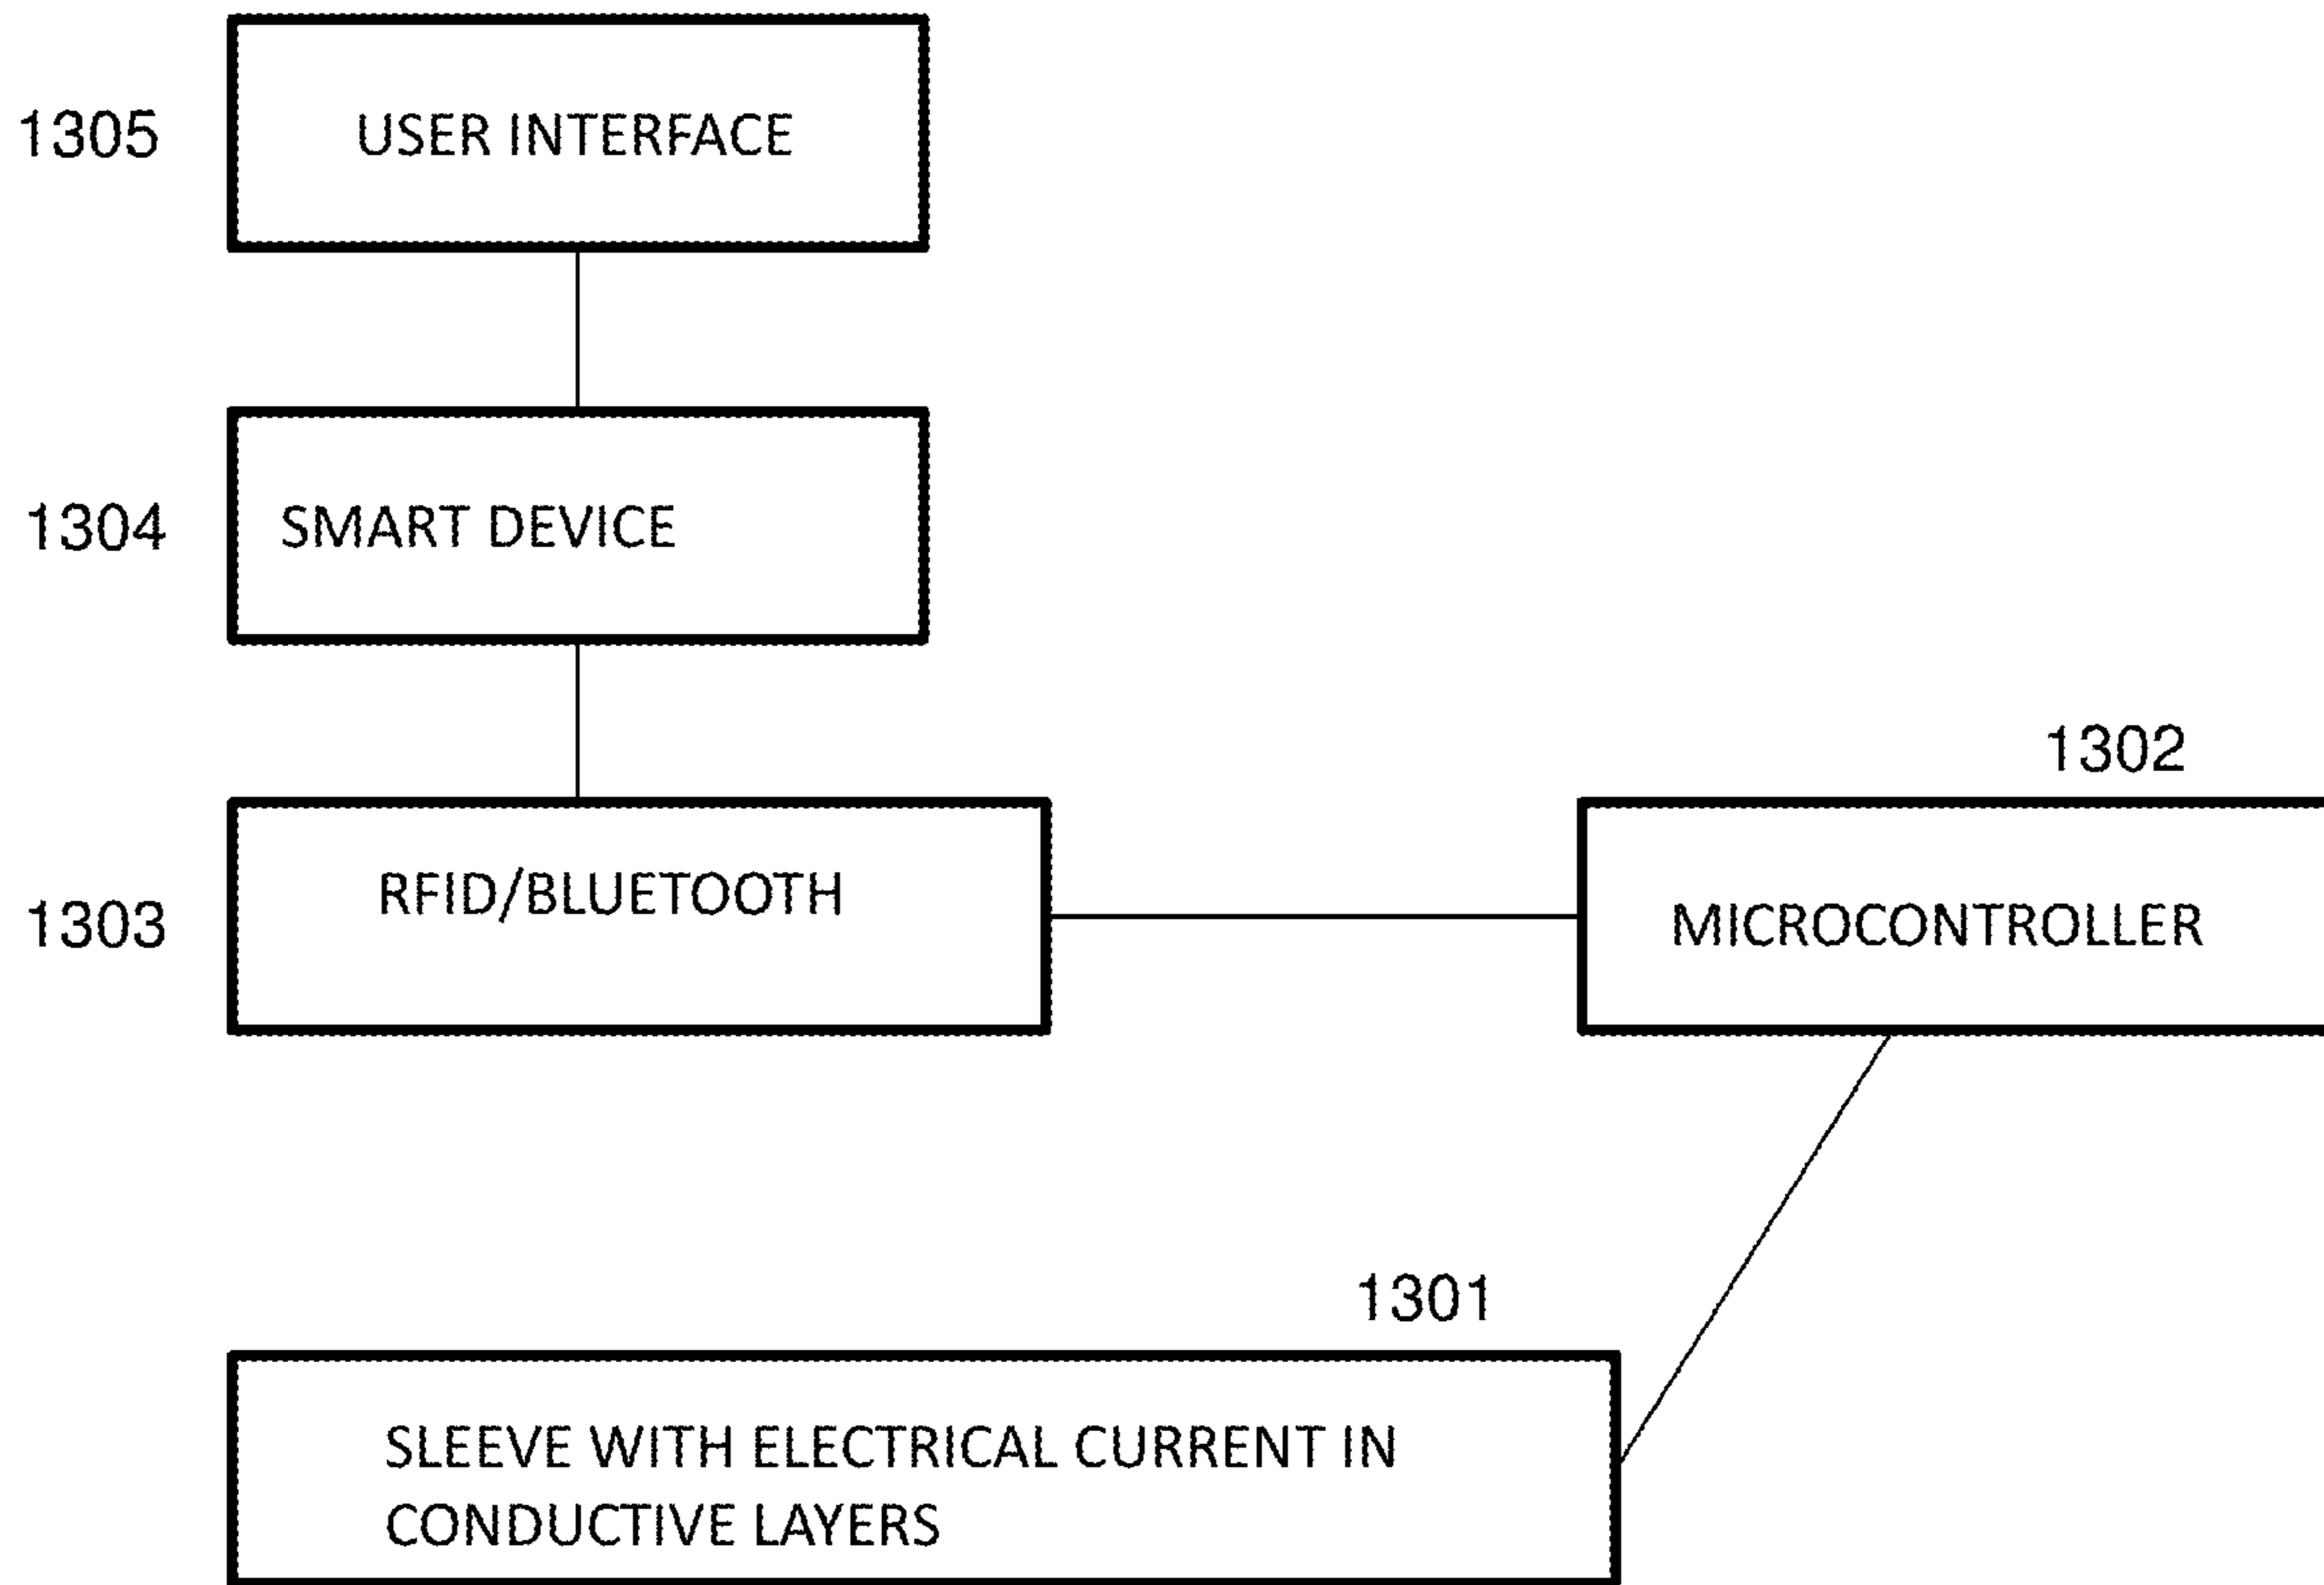 1305
USER INTERFACE
1304
SMART DEVICE
1302
1303
RFID/BLUETOOTH
MICROCONTROLLER
1301
SLEEVE WITH ELECTRICAL CURRENT IN
CONDUCTIVE LAYERS